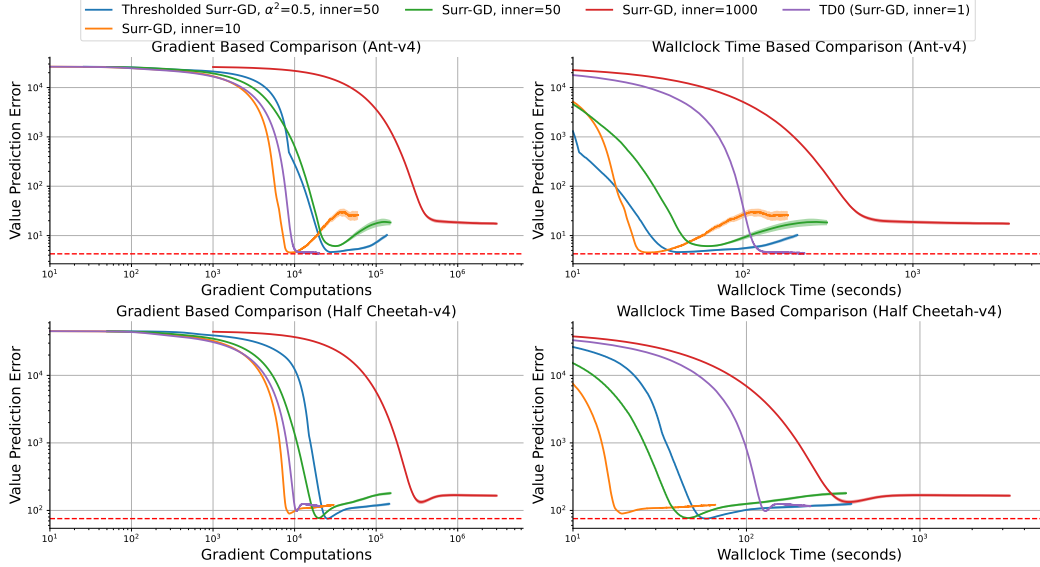 Thresholded Surr-GD, α²=0.5, inner=50
Surr-GD, inner=50
Surr-GD, inner=1000
TD0 (Surr-GD, inner=1)
Surr-GD, inner=10
Gradient Based Comparison (Ant-v4)
Value Prediction Error
10⁴
10³
10²
10¹
10¹ 10² 10³ 10⁴ 10⁵ 10⁶
Gradient Computations
Wallclock Time Based Comparison (Ant-v4)
Value Prediction Error
10⁴
10³
10²
10¹
10¹ 10² 10³
Wallclock Time (seconds)
Gradient Based Comparison (Half Cheetah-v4)
Value Prediction Error
10⁴
10³
10²
10¹ 10² 10³ 10⁴ 10⁵ 10⁶
Gradient Computations
Wallclock Time Based Comparison (Half Cheetah-v4)
Value Prediction Error
10⁴
10³
10²
10¹ 10² 10³
Wallclock Time (seconds)